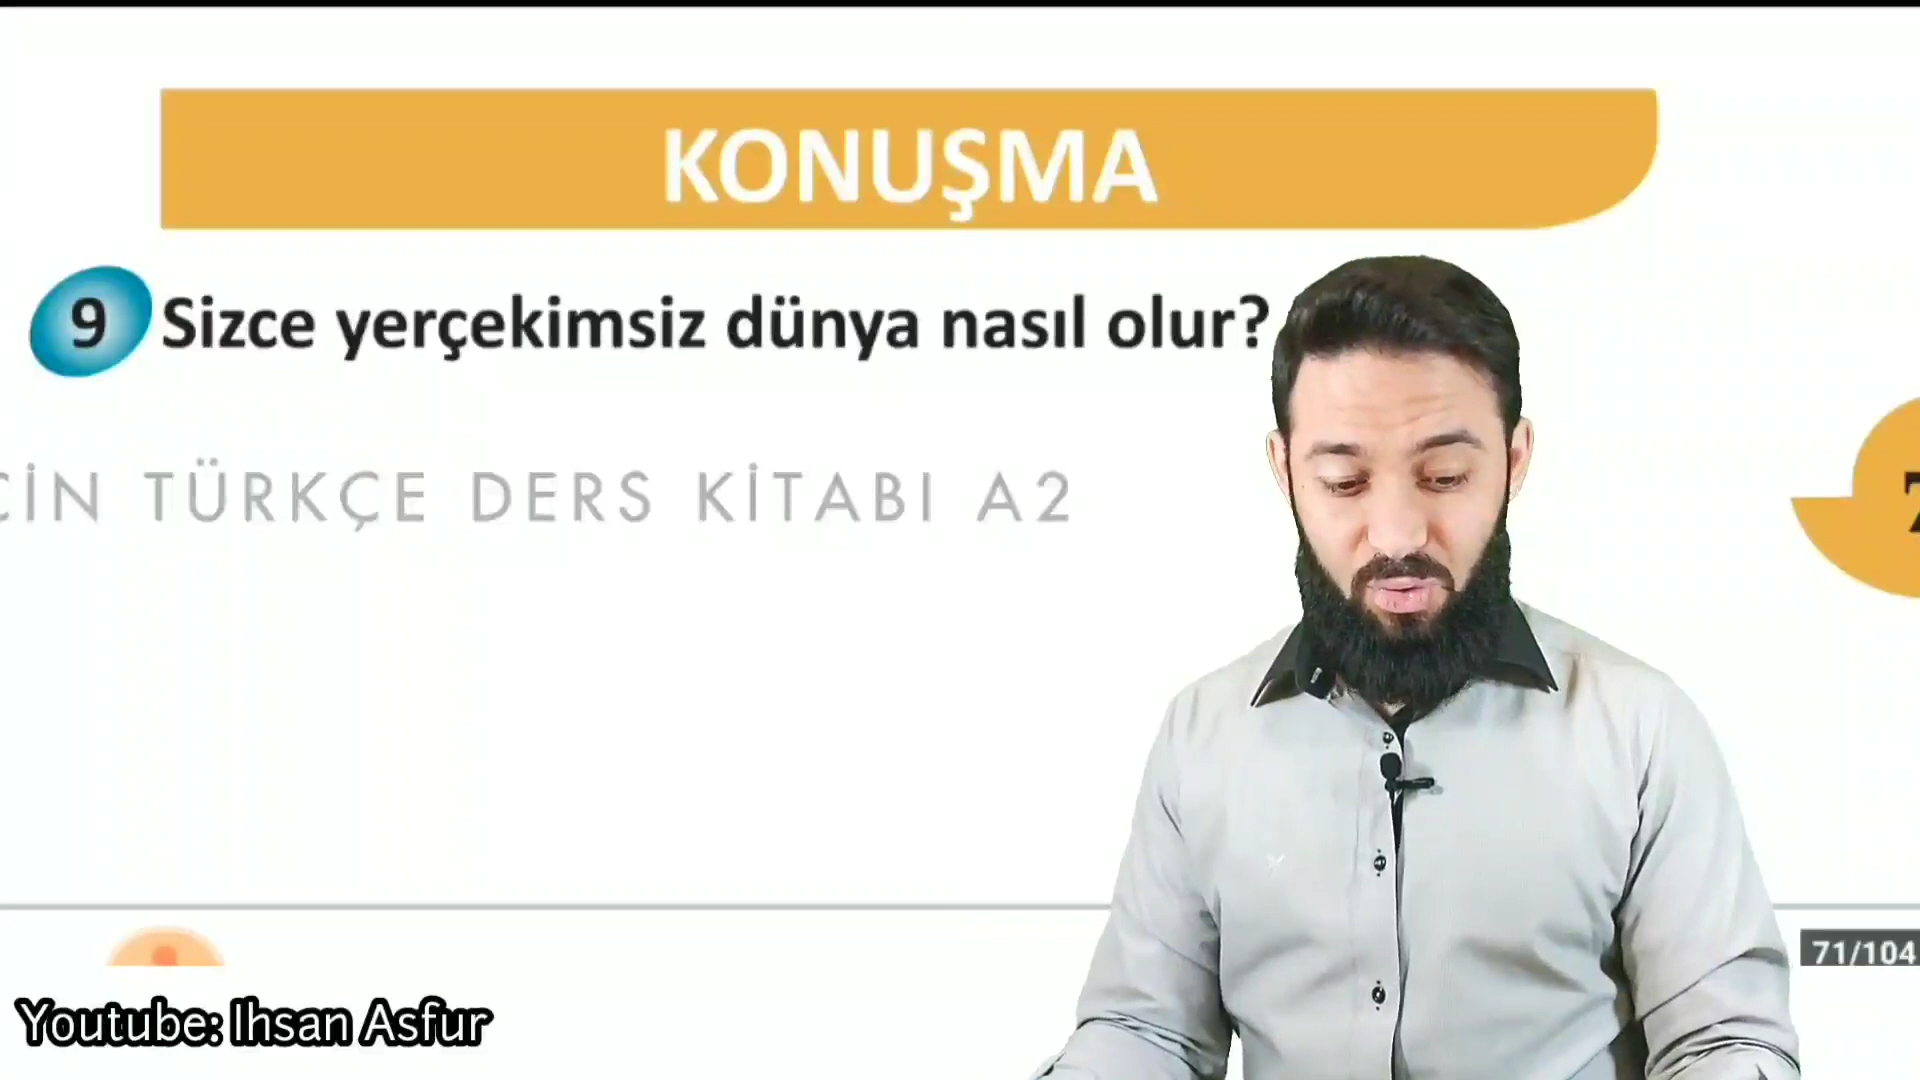 KONUŞMA
9 Sizce yerçekimsiz dünya nasıl olur?
İN TÜRKÇE DERS KİTABI A2
71/104
Youtube: Ihsan Asfur